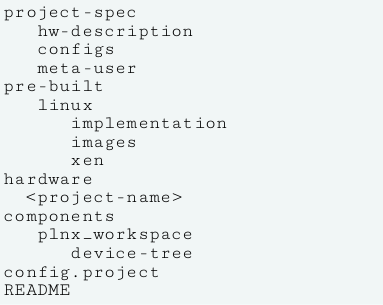 project-spec
   hw-description
   configs
   meta-user
pre-built
   linux
      implementation
      images
      xen
hardware
  <project-name>
components
   plnx_workspace
      device-tree
config.project
README